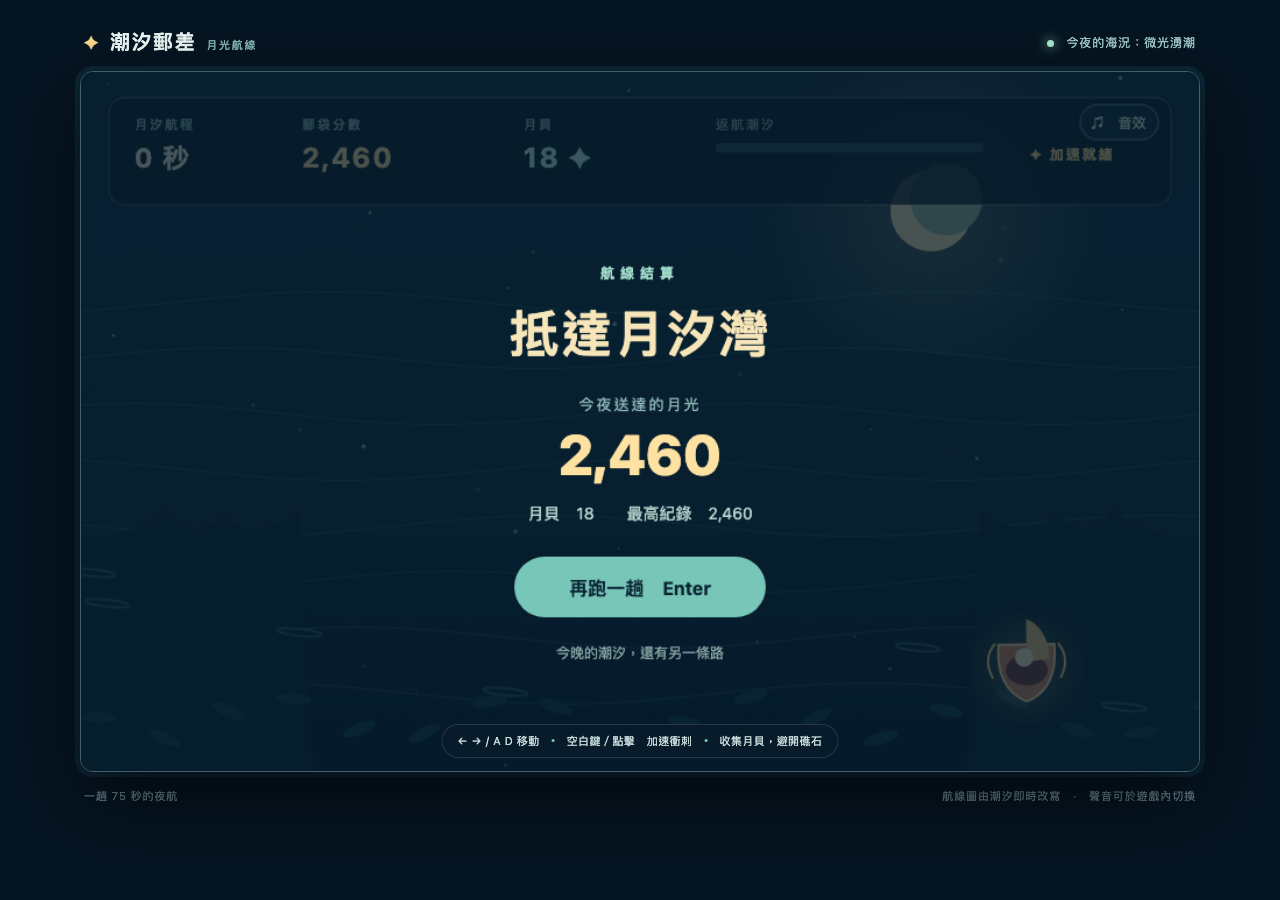 潮汐郵差 月光航線
今夜的海況：微光湧潮
月汐航程 郵袋分數 月貝 返航潮汐 音效
0 秒 2,460 18 加速就緒
航線結算
抵達月汐灣
今夜送達的月光
2,460
月貝 18 最高紀錄 2,460
再跑一趟 Enter
今晚的潮汐，還有另一條路
← → / A D 移動 • 空白鍵 / 點擊 加速衝刺 • 收集月貝，避開礁石
一趟 75 秒的夜航
航線圖由潮汐即時改寫 · 聲音可於遊戲內切換